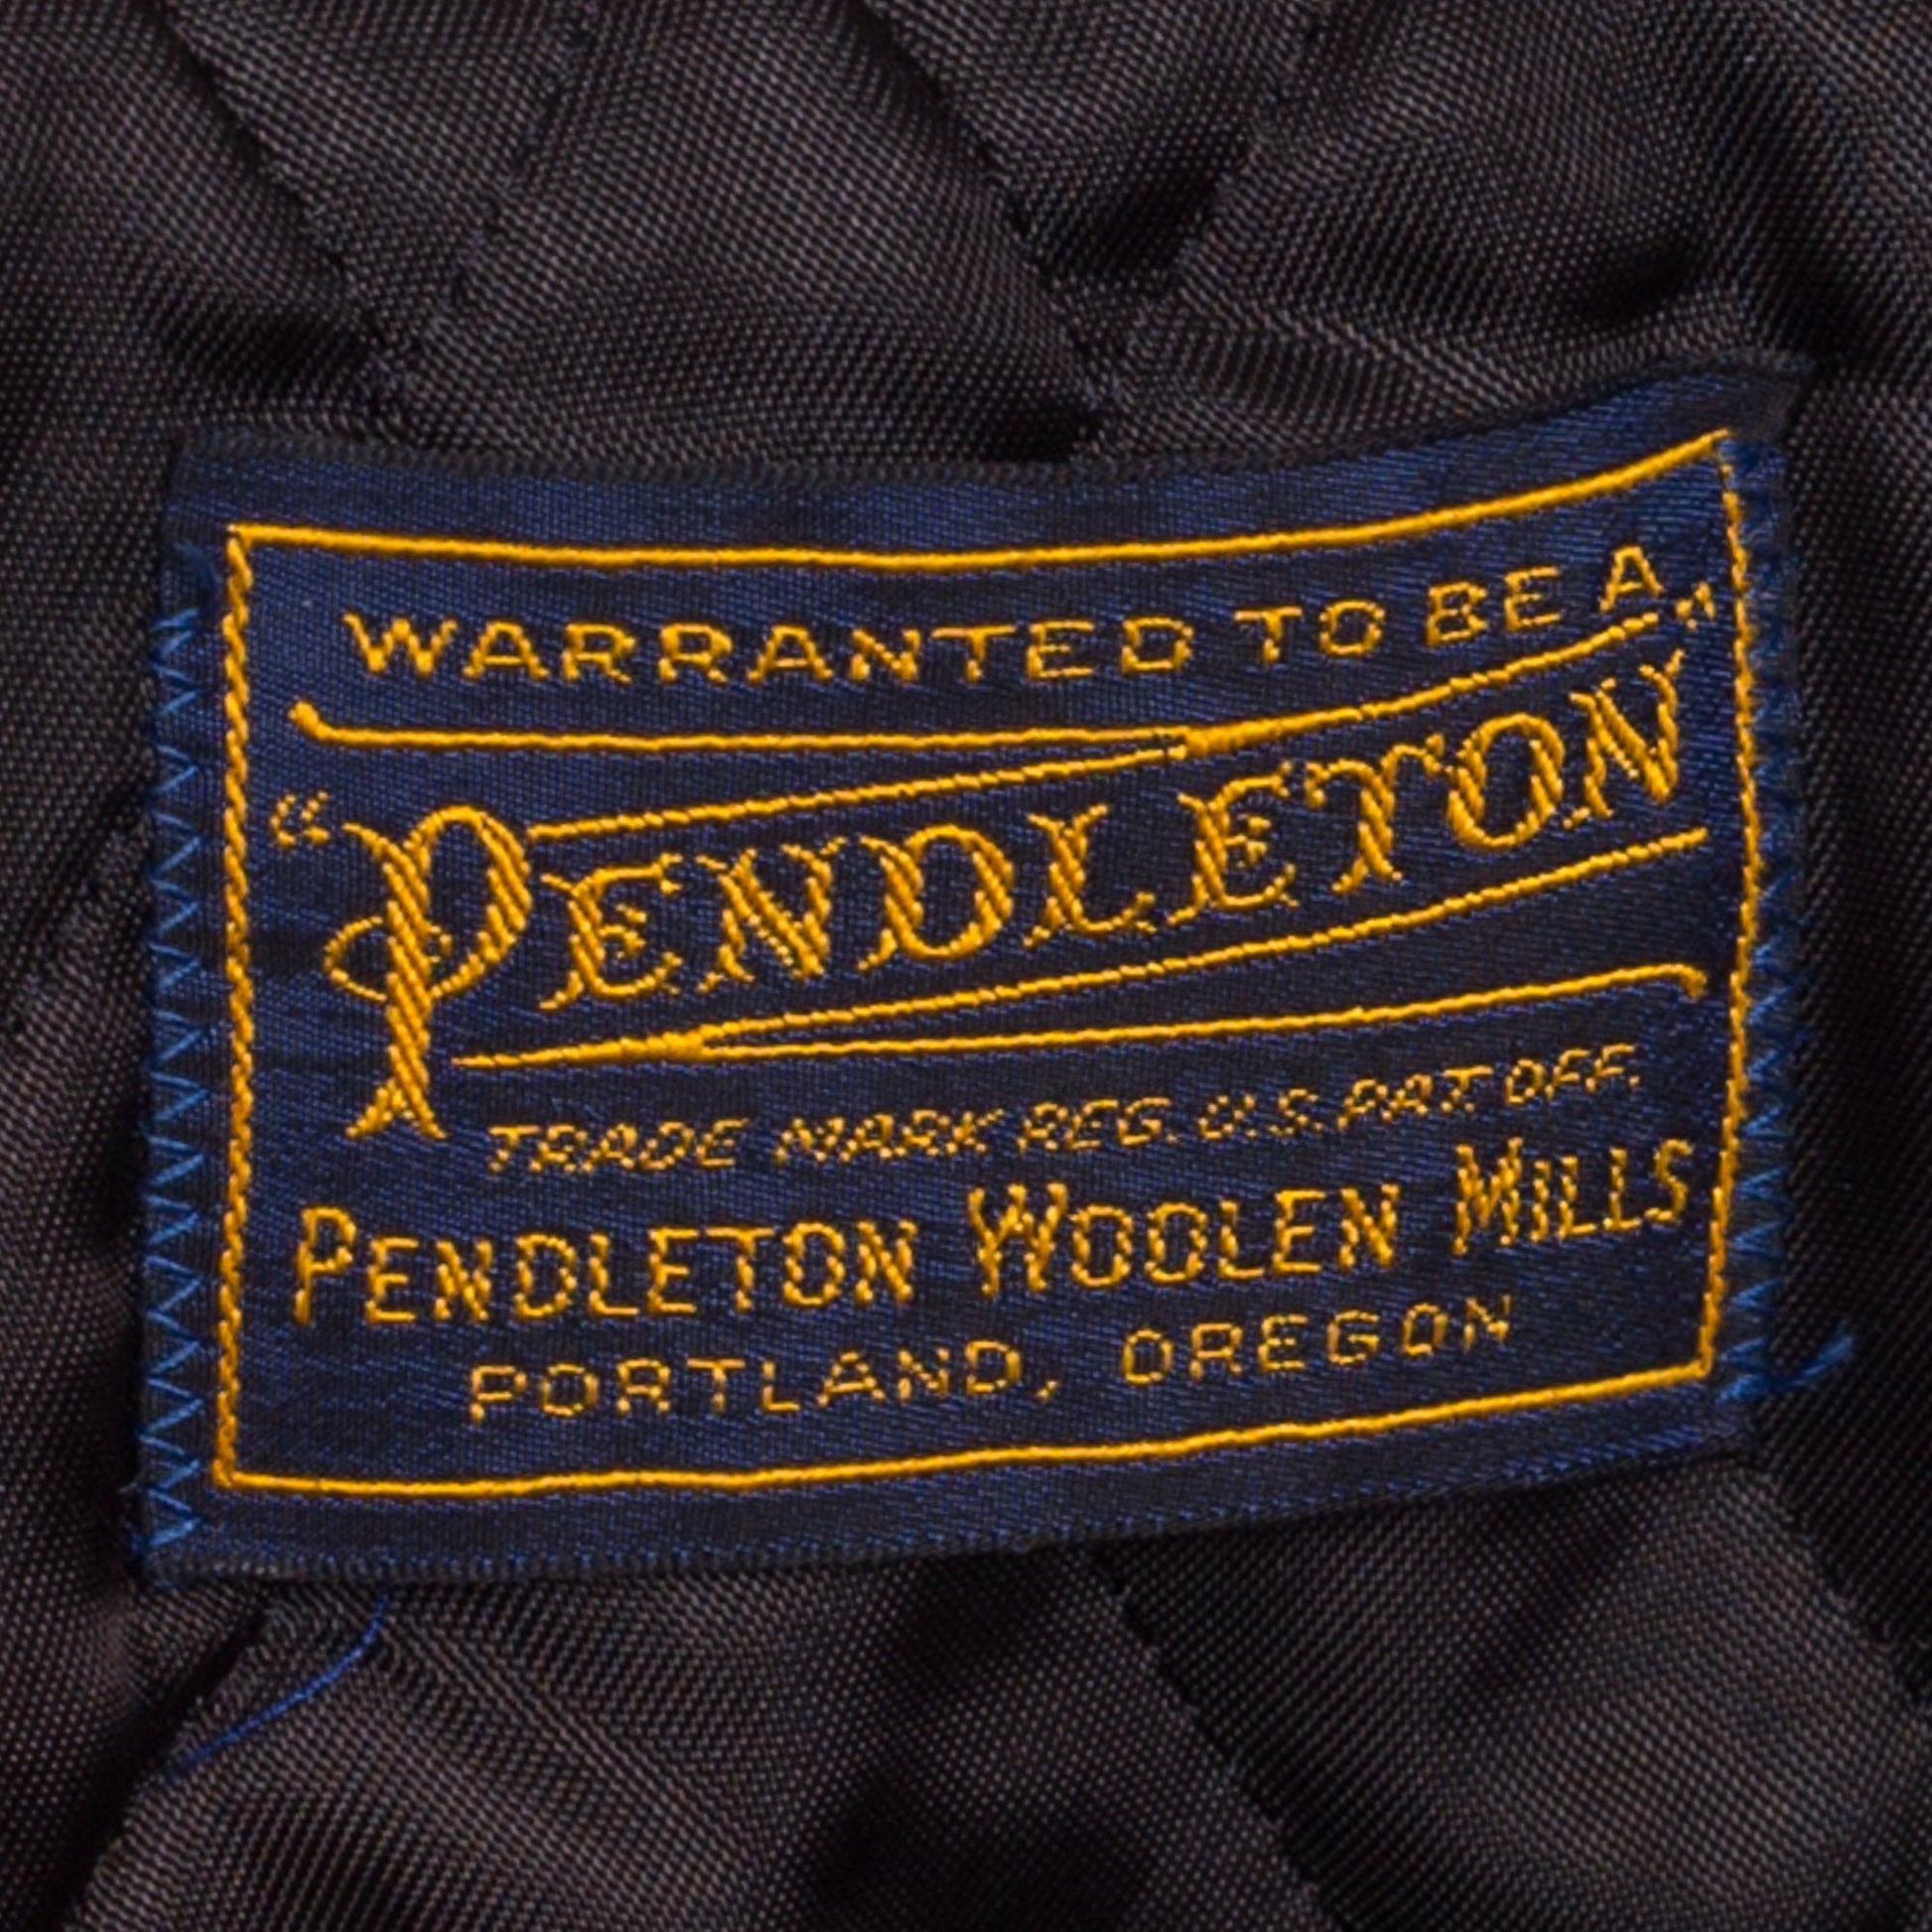 WARRANTED TO BE A
"PENDLETON"
TRADE MARK REG. U.S. PAT. OFF.
PENDLETON WOOLEN MILLS
PORTLAND, OREGON